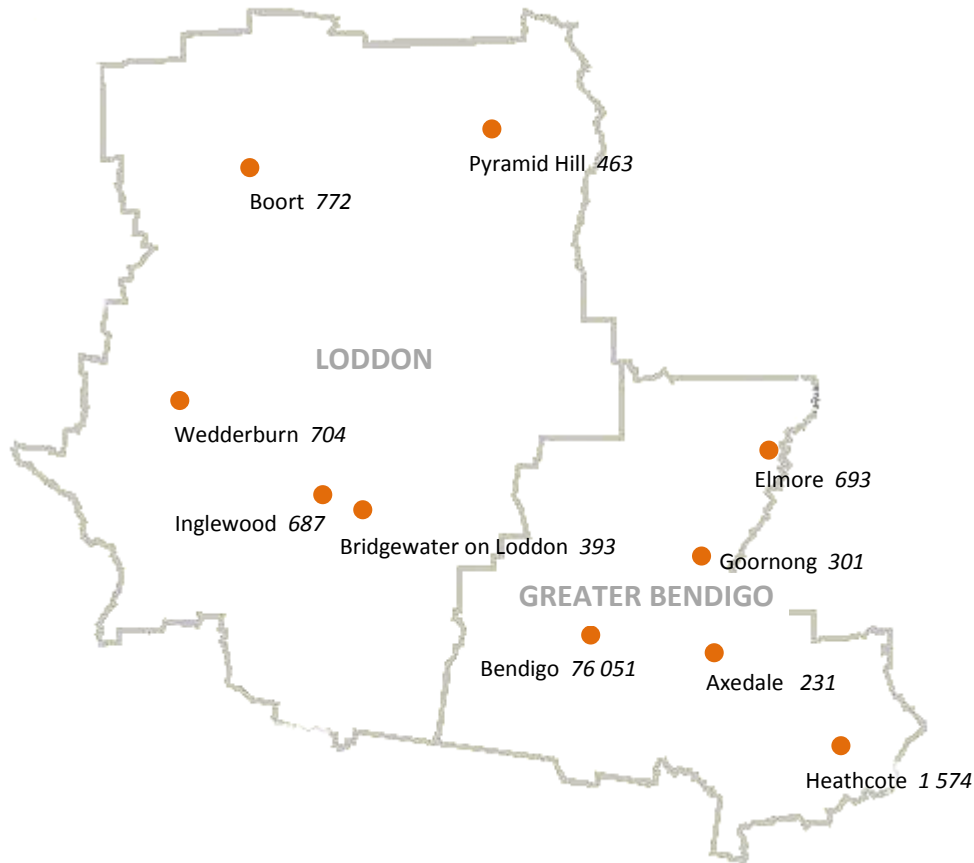 Pyramid Hill 463
Boort 772
LODDON
Wedderburn 704
Elmore 693
Inglewood 687
Bridgewater on Loddon 393
Goornong 301
GREATER BENDIGO
Bendigo 76 051
Axedale 231
Heathcote 1 574